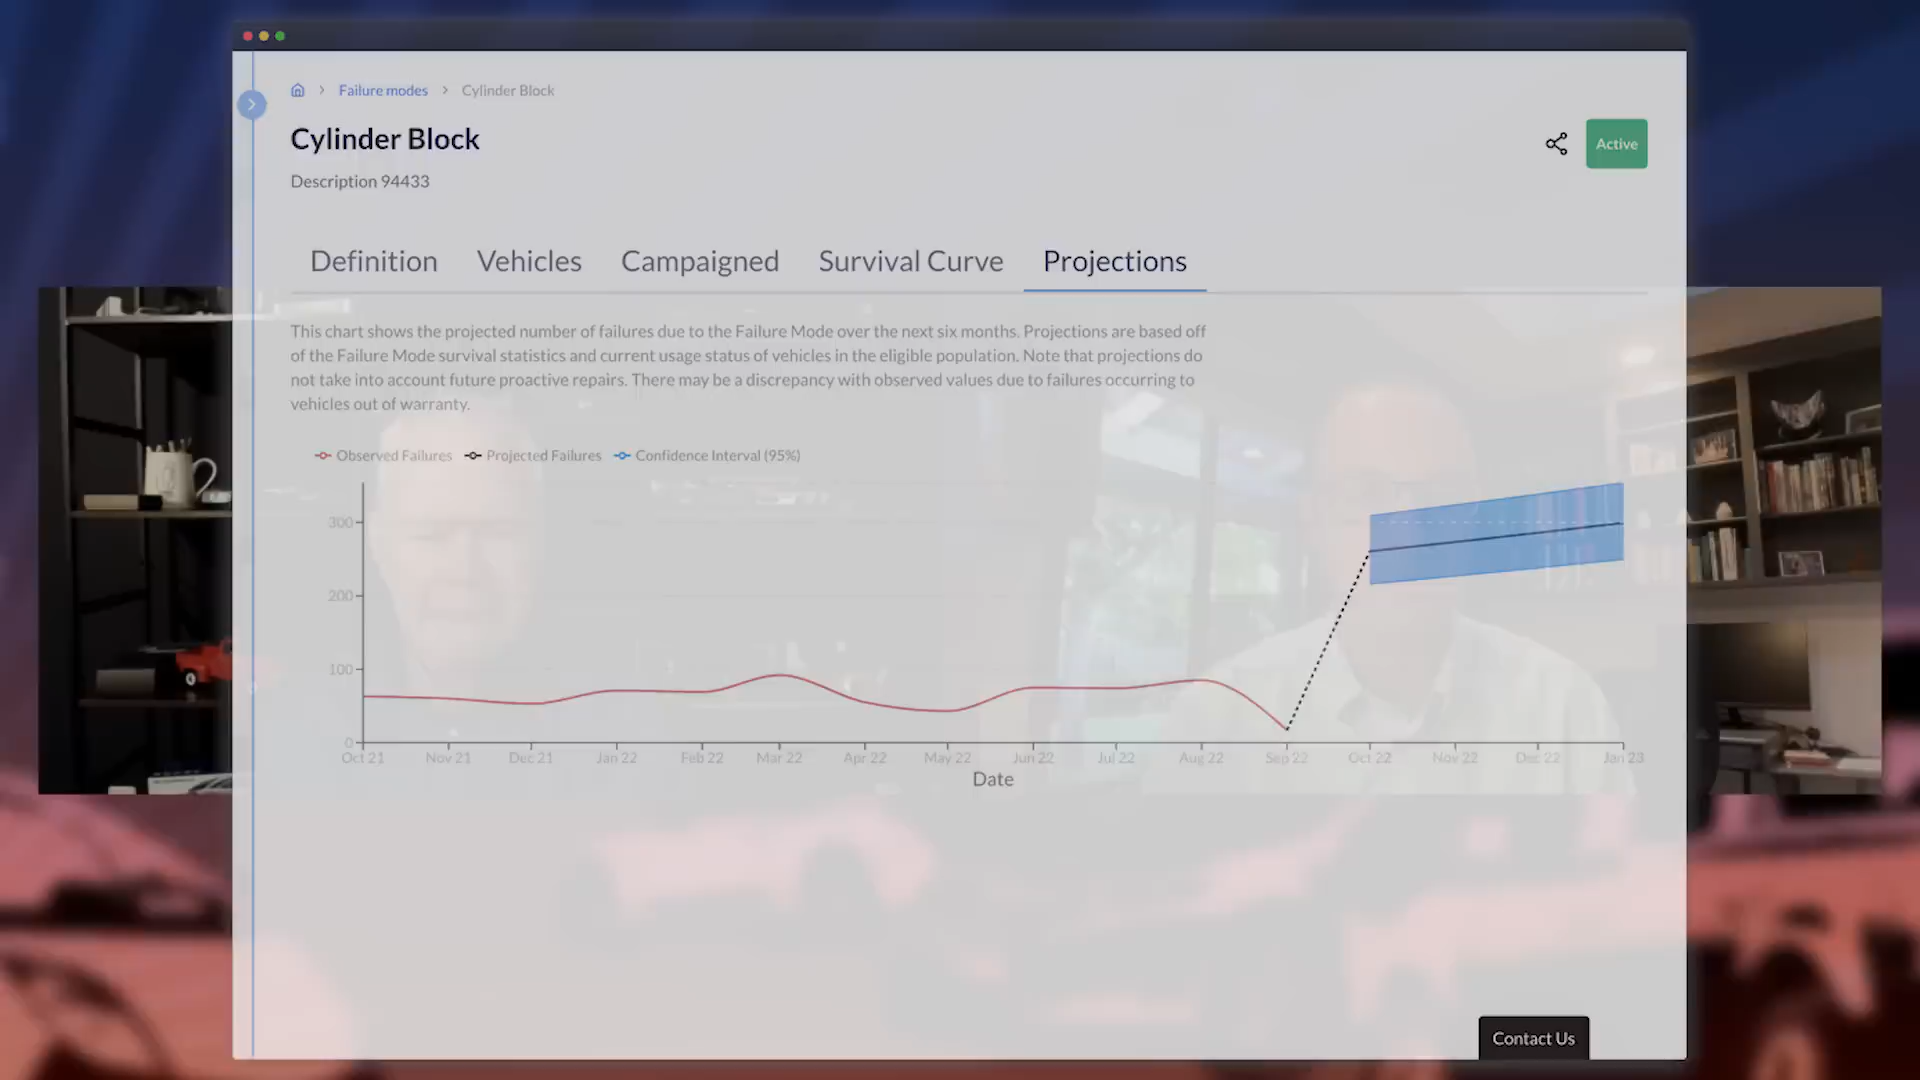 Failure modes
Cylinder Block
Cylinder Block
Active
Description 94433
Definition
Vehicles
Campaigned
Survival Curve
Projections
This chart shows the projected number of failures due to the Failure Mode over the next six months. Projections are based off
of the Failure Mode survival statistics and current usage status of vehicles in the eligible population. Note that projections do
not take into account future proactive repairs. There may be a discrepancy with observed values due to failures occurring to
vehicles out of warranty.
Observed Failures
Projected Failures
Confidence Interval (95%)
300
200
100
0
Oct 21
Nov 21
Dec 21
Jan 22
Feb 22
Mar 22
Apr 22
May 22
Jun 22
Jul 22
Aug 22
Sep 22
Oct 22
Nov 22
Dec 22
Jan 23
Date
Contact Us